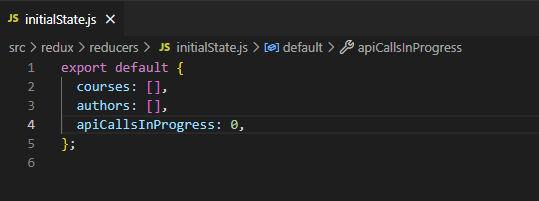 JS initialState.js ×
src > redux > reducers > JS initialState.js > default > apiCallsInProgress
1 export default {
2 courses: [],
3 authors: [],
4 apiCallsInProgress: 0,
5 };
6